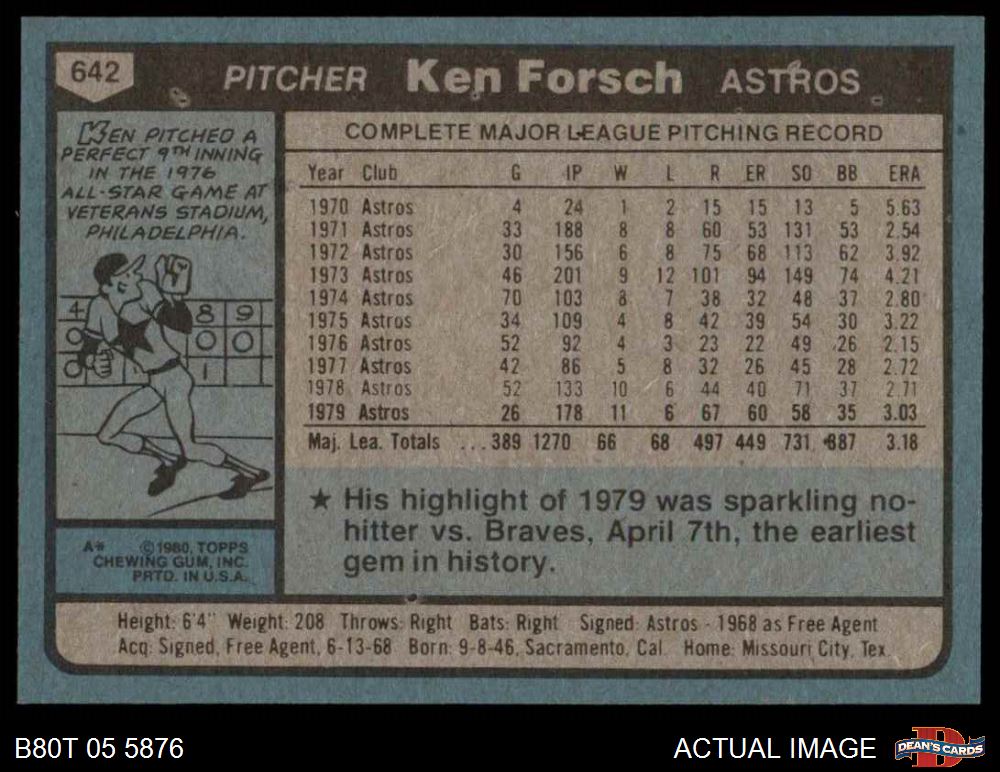 642
PITCHER Ken Forsch ASTROS
KEN PITCHED A
PERFECT 9TH INNING
IN THE 1976
ALL-STAR GAME AT
VETERANS STADIUM,
PHILADELPHIA.
4 8 9
0 0 0
0 1
COMPLETE MAJOR LEAGUE PITCHING RECORD
Year Club G IP W L R ER SO BB ERA
1970 Astros 4 24 1 2 15 15 13 5 5.63
1971 Astros 33 188 8 8 60 53 131 53 2.54
1972 Astros 30 156 6 8 75 68 113 62 3.92
1973 Astros 46 201 9 12 101 94 149 74 4.21
1974 Astros 70 103 8 7 38 32 48 37 2.80
1975 Astros 34 109 4 8 42 39 54 30 3.22
1976 Astros 52 92 4 3 23 22 49 26 2.15
1977 Astros 42 86 5 8 32 26 45 28 2.72
1978 Astros 52 133 10 6 44 40 71 37 2.71
1979 Astros 26 178 11 6 67 60 58 35 3.03
Maj. Lea. Totals ...389 1270 66 68 497 449 731 387 3.18
★ His highlight of 1979 was sparkling no-
hitter vs. Braves, April 7th, the earliest
gem in history.
A* ©1980, TOPPS
CHEWING GUM, INC.
PRTD. IN U.S.A.
Height: 6'4" Weight: 208 Throws: Right Bats: Right Signed: Astros - 1968 as Free Agent
Acq: Signed, Free Agent, 6-13-68 Born: 9-8-46, Sacramento, Cal. Home: Missouri City, Tex.
B80T 05 5876
ACTUAL IMAGE
D
DEAN'S CARDS